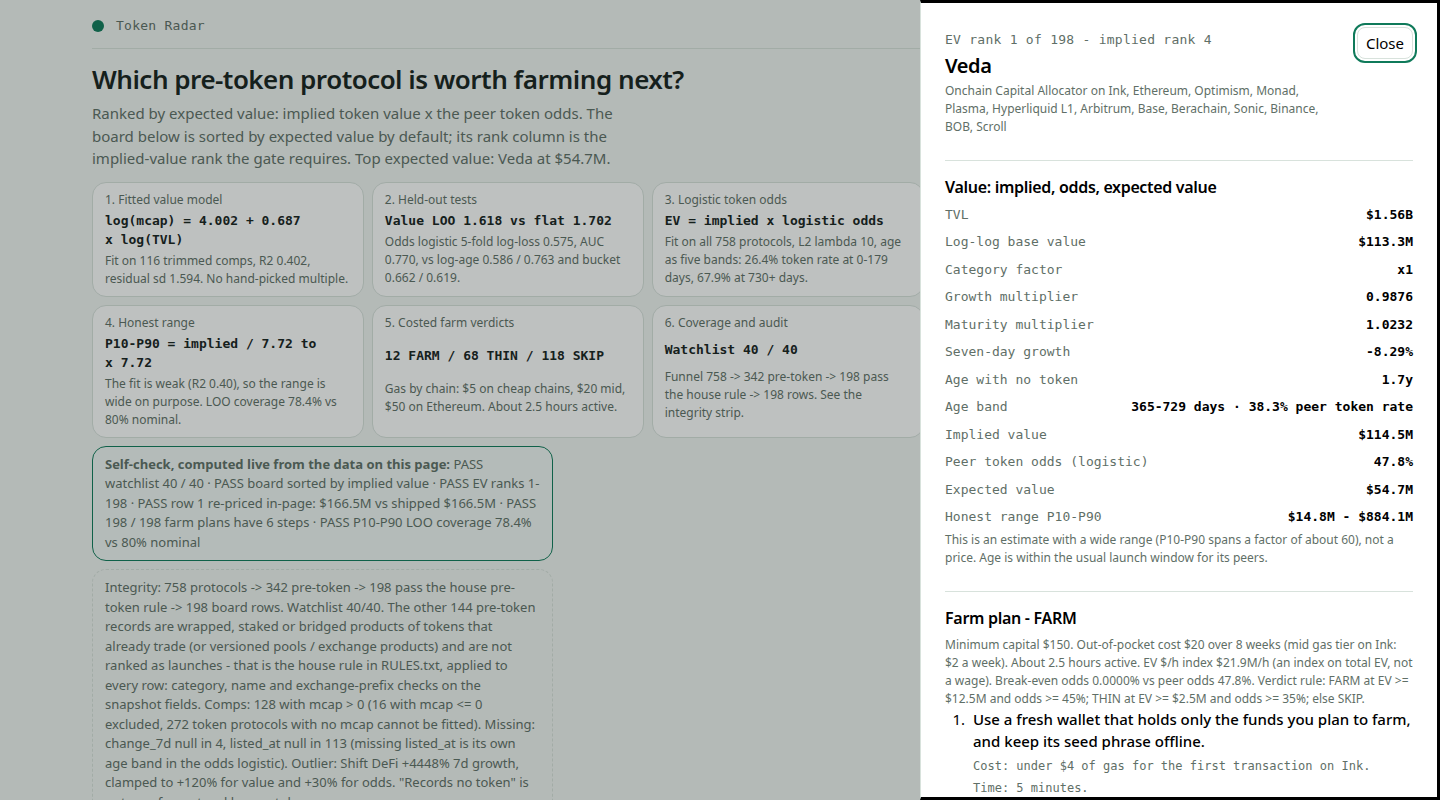 Token Radar
Which pre-token protocol is worth farming next?
Ranked by expected value: implied token value x the peer token odds. The
board below is sorted by expected value by default; its rank column is the
implied-value rank the gate requires. Top expected value: Veda at $54.7M.
1. Fitted value model
log(mcap) = 4.002 + 0.687
x log(TVL)
Fit on 116 trimmed comps, R2 0.402,
residual sd 1.594. No hand-picked multiple.
2. Held-out tests
Value LOO 1.618 vs flat 1.702
Odds logistic 5-fold log-loss 0.575, AUC
0.770, vs log-age 0.586 / 0.763 and bucket
0.662 / 0.619.
3. Logistic token odds
EV = implied x logistic odds
Fit on all 758 protocols, L2 lambda 10, age
as five bands: 26.4% token rate at 0-179
days, 67.9% at 730+ days.
4. Honest range
P10-P90 = implied / 7.72 to
x 7.72
The fit is weak (R2 0.40), so the range is
wide on purpose. LOO coverage 78.4% vs
80% nominal.
5. Costed farm verdicts
12 FARM / 68 THIN / 118 SKIP
Gas by chain: $5 on cheap chains, $20 mid,
$50 on Ethereum. About 2.5 hours active.
6. Coverage and audit
Watchlist 40 / 40
Funnel 758 -> 342 pre-token -> 198 pass
the house rule -> 198 rows. See the
integrity strip.
Self-check, computed live from the data on this page: PASS
watchlist 40 / 40 · PASS board sorted by implied value · PASS EV ranks 1-
198 · PASS row 1 re-priced in-page: $166.5M vs shipped $166.5M · PASS
198 / 198 farm plans have 6 steps · PASS P10-P90 LOO coverage 78.4%
vs 80% nominal
Integrity: 758 protocols -> 342 pre-token -> 198 pass the house pre-
token rule -> 198 board rows. Watchlist 40/40. The other 144 pre-token
records are wrapped, staked or bridged products of tokens that
already trade (or versioned pools / exchange products) and are not
ranked as launches - that is the house rule in RULES.txt, applied to
every row: category, name and exchange-prefix checks on the
snapshot fields. Comps: 128 with mcap > 0 (16 with mcap <= 0
excluded, 272 token protocols with no mcap cannot be fitted). Missing:
change_7d null in 4, listed_at null in 113 (missing listed_at is its own
age band in the odds logistic). Outlier: Shift DeFi +4448% 7d growth,
clamped to +120% for value and +30% for odds. "Records no token" is
EV rank 1 of 198 - implied rank 4
Close
Veda
Onchain Capital Allocator on Ink, Ethereum, Optimism, Monad,
Plasma, Hyperliquid L1, Arbitrum, Base, Berachain, Sonic, Binance,
BOB, Scroll
Value: implied, odds, expected value
TVL $1.56B
Log-log base value $113.3M
Category factor x1
Growth multiplier 0.9876
Maturity multiplier 1.0232
Seven-day growth -8.29%
Age with no token 1.7y
Age band 365-729 days · 38.3% peer token rate
Implied value $114.5M
Peer token odds (logistic) 47.8%
Expected value $54.7M
Honest range P10-P90 $14.8M - $884.1M
This is an estimate with a wide range (P10-P90 spans a factor of about 60), not a
price. Age is within the usual launch window for its peers.
Farm plan - FARM
Minimum capital $150. Out-of-pocket cost $20 over 8 weeks (mid gas tier on Ink:
$2 a week). About 2.5 hours active. EV $/h index $21.9M/h (an index on total EV, not
a wage). Break-even odds 0.0000% vs peer odds 47.8%. Verdict rule: FARM at EV >=
$12.5M and odds >= 45%; THIN at EV >= $2.5M and odds >= 35%; else SKIP.
1. Use a fresh wallet that holds only the funds you plan to farm,
and keep its seed phrase offline.
Cost: under $4 of gas for the first transaction on Ink.
Time: 5 minutes.